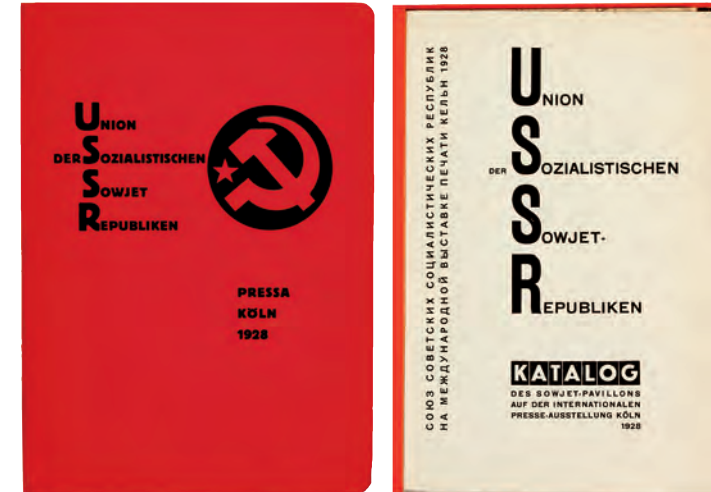 UNION
DER SOZIALISTISCHEN
SOWJET
REPUBLIKEN
PRESSA
KÖLN
1928
СОЮЗ СОВЕТСКИХ СОЦИАЛИСТИЧЕСКИХ РЕСПУБЛИК
НА МЕЖДУНАРОДНОЙ ВЫСТАВКЕ ПЕЧАТИ КЕЛЬН 1928
UNION
DER SOZIALISTISCHEN
SOWJET-
REPUBLIKEN
KATALOG
DES SOWJET-PAVILLONS
AUF DER INTERNATIONALEN
PRESSE-AUSSTELLUNG KÖLN
1928